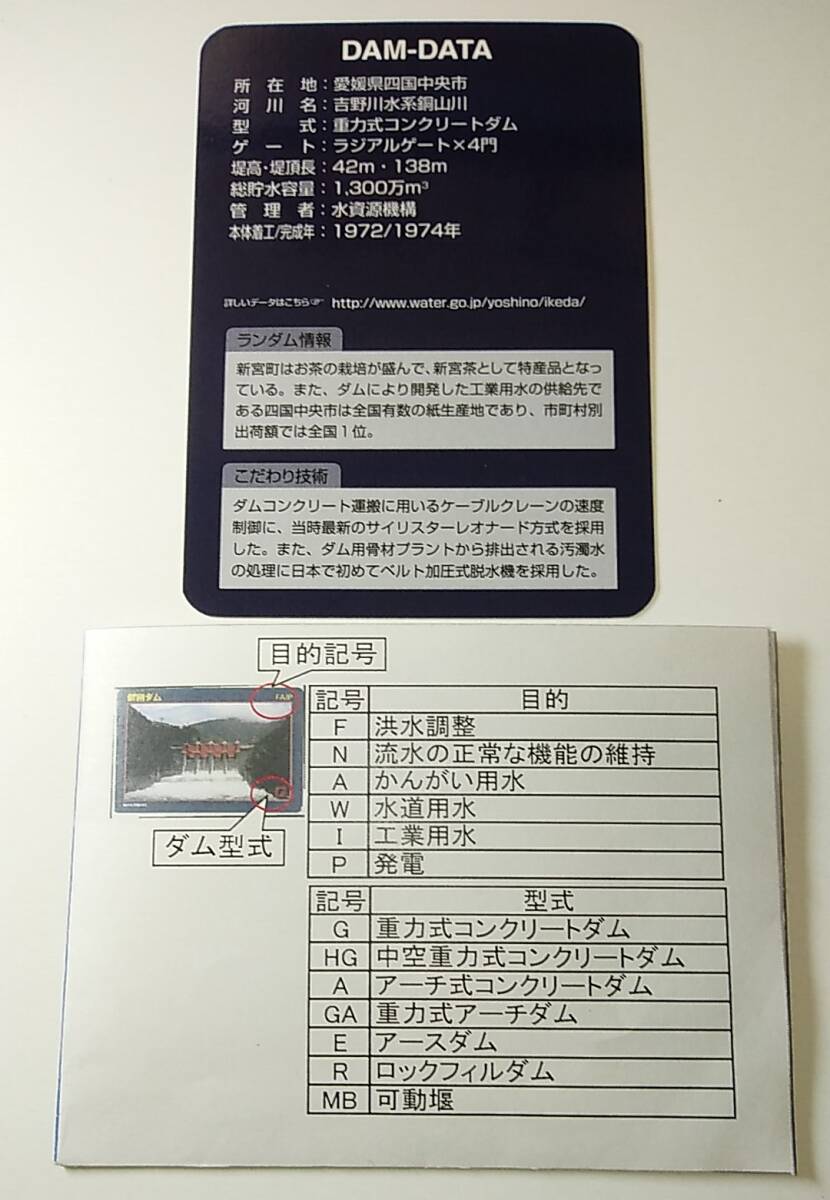 DAM-DATA
所在地：愛媛県四国中央市
河川名：吉野川水系銅山川
型式：重力式コンクリートダム
ゲート：ラジアルゲート×4門
堤高・堤頂長：42m・138m
総貯水容量：1,300万m³
管理者：水資源機構
本体着工/完成年：1972/1974年
詳しいデータはこちら☞ http://www.water.go.jp/yoshino/ikeda/
ランダム情報
新宮町はお茶の栽培が盛んで、新宮茶として特産品となっ
ている。また、ダムにより開発した工業用水の供給先で
ある四国中央市は全国有数の紙生産地であり、市町村別
出荷額では全国1位。
こだわり技術
ダムコンクリート運搬に用いるケーブルクレーンの速度
制御に、当時最新のサイリスターレオナード方式を採用
した。また、ダム用骨材プラントから排出される汚濁水
の処理に日本で初めてベルト加圧式脱水機を採用した。
目的記号
ダム
FAIP
ダム型式
記号 目的
F 洪水調整
N 流水の正常な機能の維持
A かんがい用水
W 水道用水
I 工業用水
P 発電
記号 型式
G 重力式コンクリートダム
HG 中空重力式コンクリートダム
A アーチ式コンクリートダム
GA 重力式アーチダム
E アースダム
R ロックフィルダム
MB 可動堰